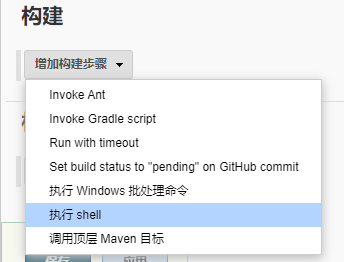 构建
增加构建步骤
Invoke Ant
Invoke Gradle script
Run with timeout
Set build status to "pending" on GitHub commit
执行 Windows 批处理命令
执行 shell
调用顶层 Maven 目标